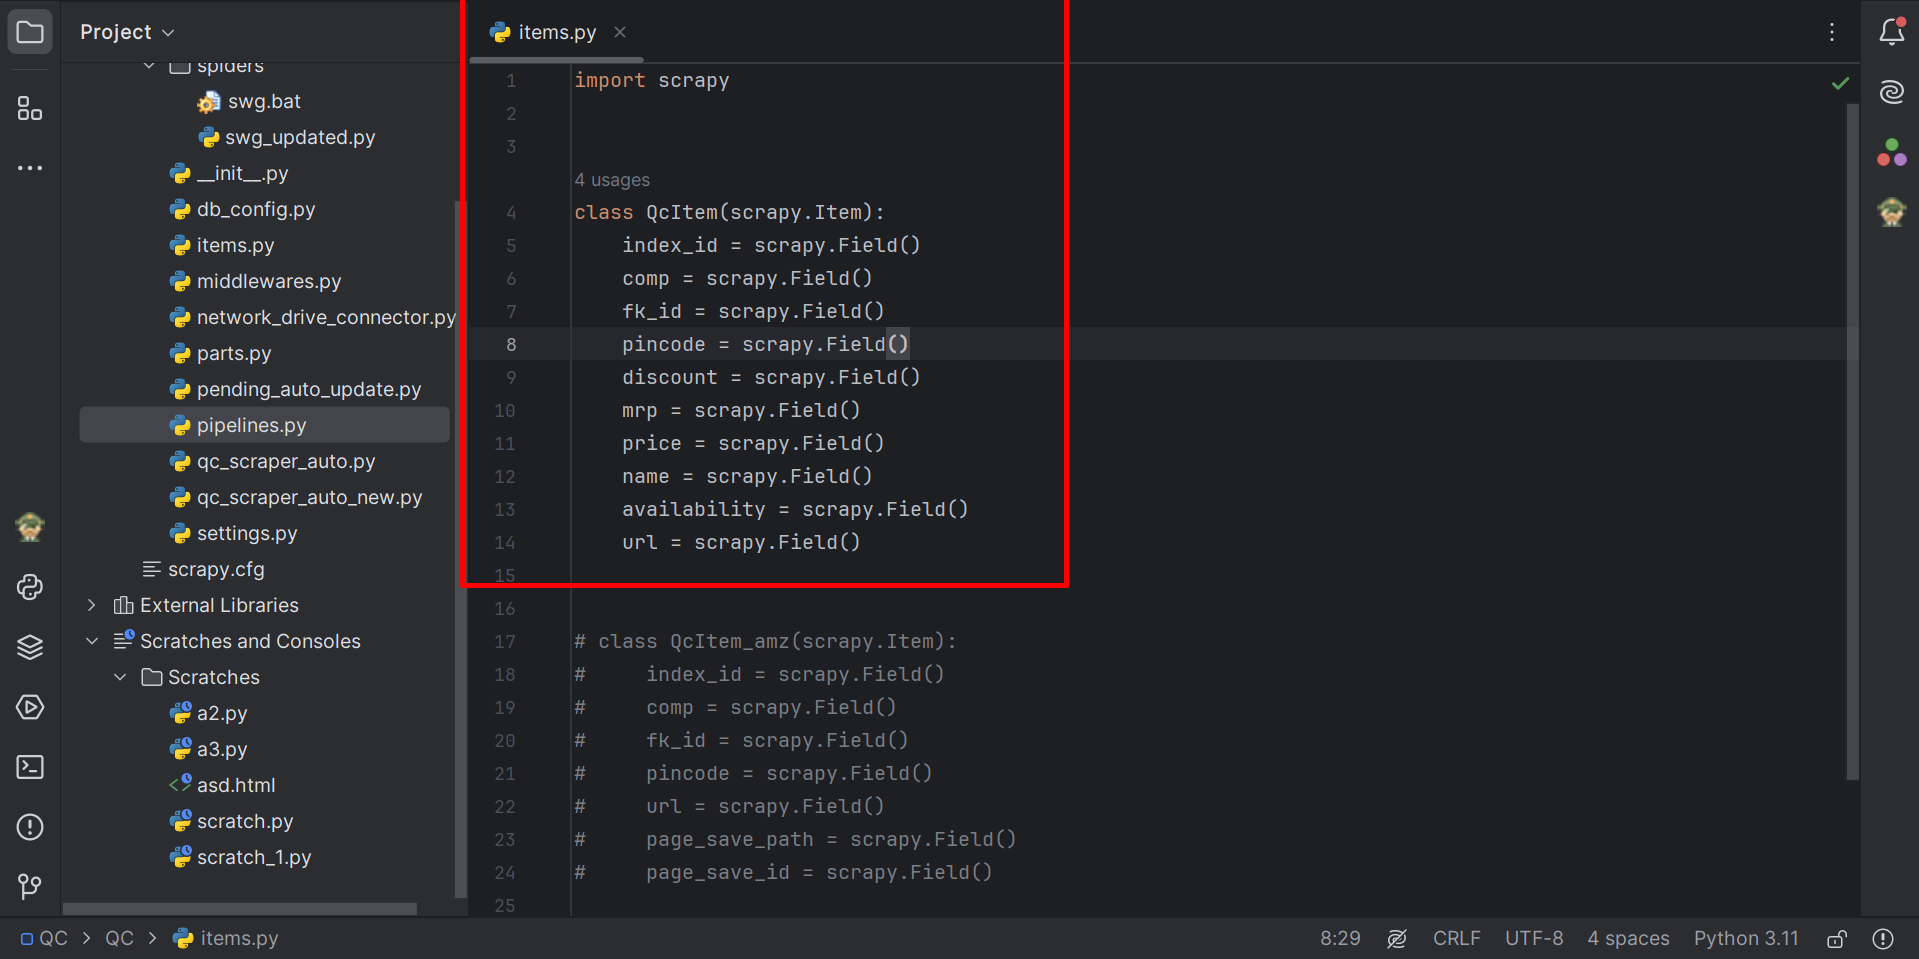 Project
spiders
swg.bat
swg_updated.py
__init__.py
db_config.py
items.py
middlewares.py
network_drive_connector.py
parts.py
pending_auto_update.py
pipelines.py
qc_scraper_auto.py
qc_scraper_auto_new.py
settings.py
scrapy.cfg
External Libraries
Scratches and Consoles
Scratches
a2.py
a3.py
asd.html
scratch.py
scratch_1.py
items.py
1 import scrapy
2
3
4 usages
4 class QcItem(scrapy.Item):
5     index_id = scrapy.Field()
6     comp = scrapy.Field()
7     fk_id = scrapy.Field()
8     pincode = scrapy.Field()
9     discount = scrapy.Field()
10     mrp = scrapy.Field()
11     price = scrapy.Field()
12     name = scrapy.Field()
13     availability = scrapy.Field()
14     url = scrapy.Field()
15
16
17 # class QcItem_amz(scrapy.Item):
18 #     index_id = scrapy.Field()
19 #     comp = scrapy.Field()
20 #     fk_id = scrapy.Field()
21 #     pincode = scrapy.Field()
22 #     url = scrapy.Field()
23 #     page_save_path = scrapy.Field()
24 #     page_save_id = scrapy.Field()
25
QC > QC > items.py
8:29 CRLF UTF-8 4 spaces Python 3.11